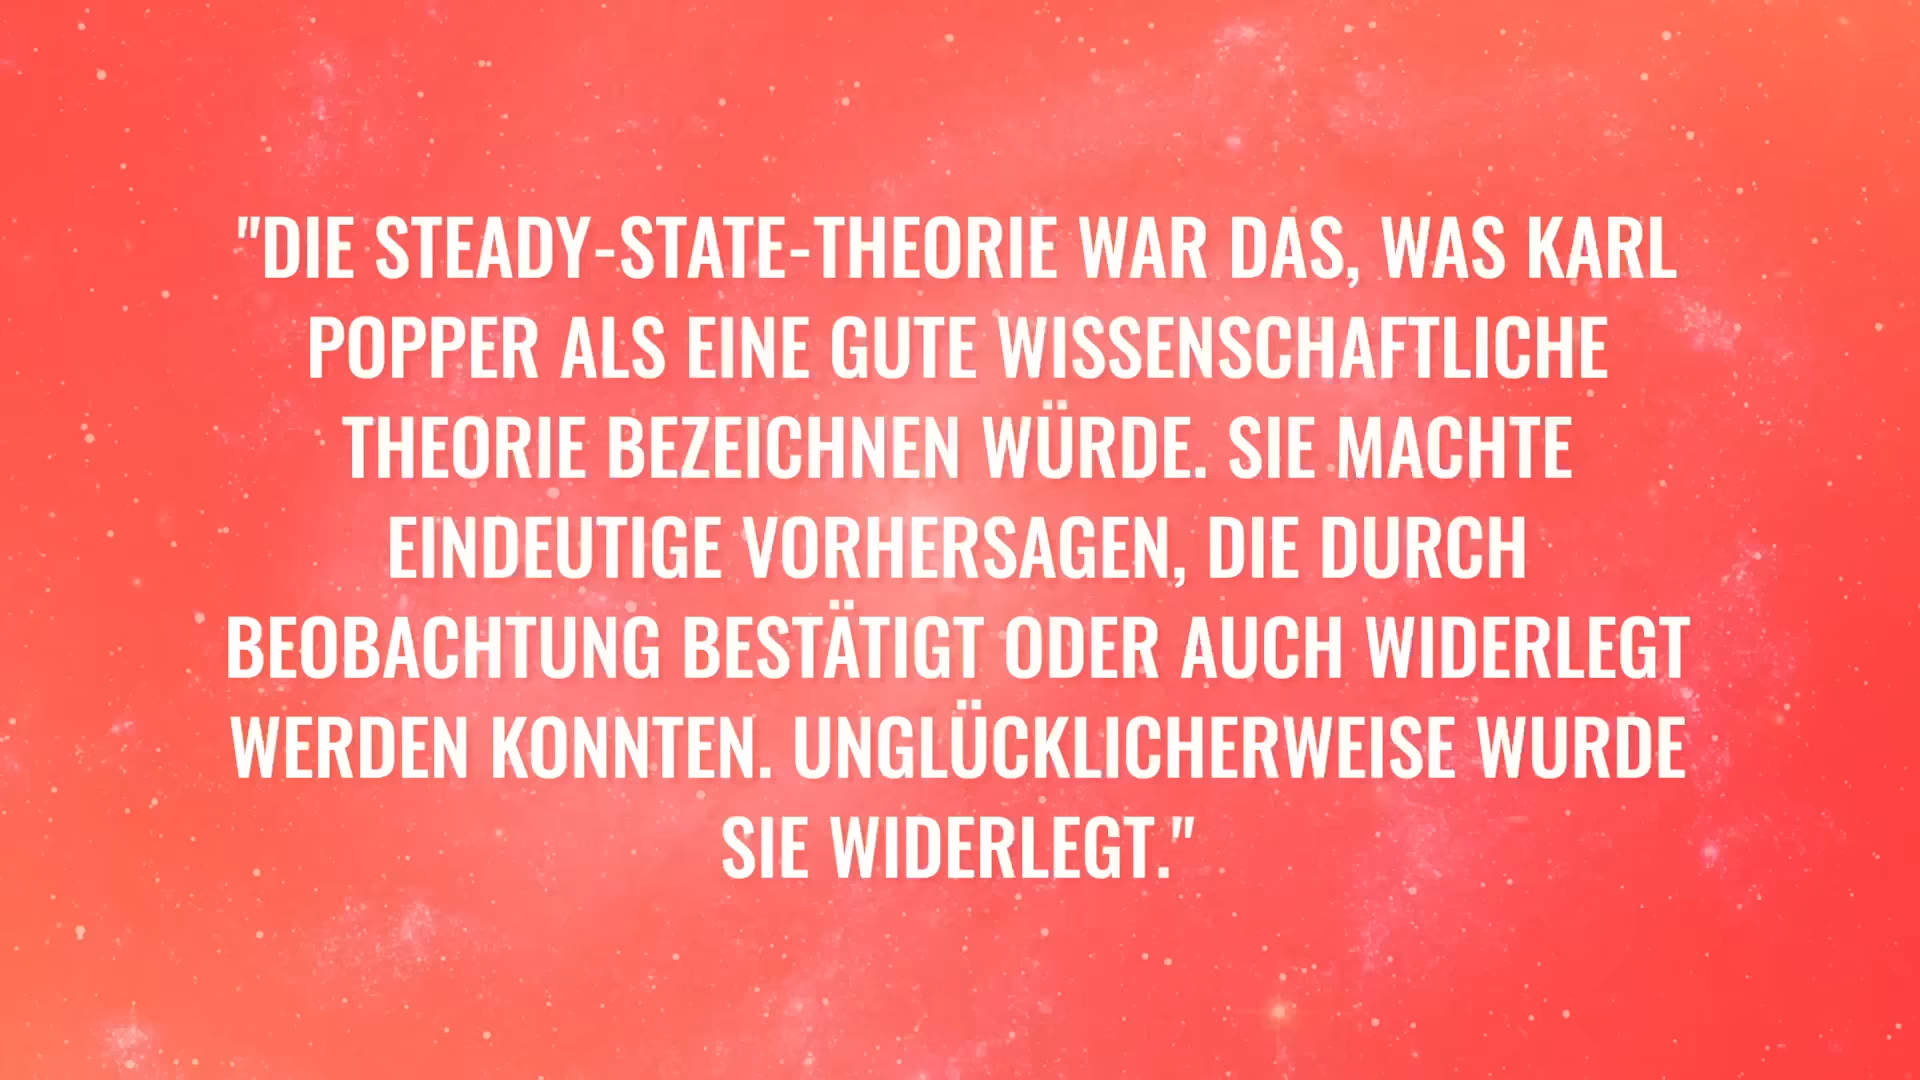 "DIE STEADY-STATE-THEORIE WAR DAS, WAS KARL
POPPER ALS EINE GUTE WISSENSCHAFTLICHE
THEORIE BEZEICHNEN WÜRDE. SIE MACHTE
EINDEUTIGE VORHERSAGEN, DIE DURCH
BEOBACHTUNG BESTÄTIGT ODER AUCH WIDERLEGT
WERDEN KONNTEN. UNGLÜCKLICHERWEISE WURDE
SIE WIDERLEGT."